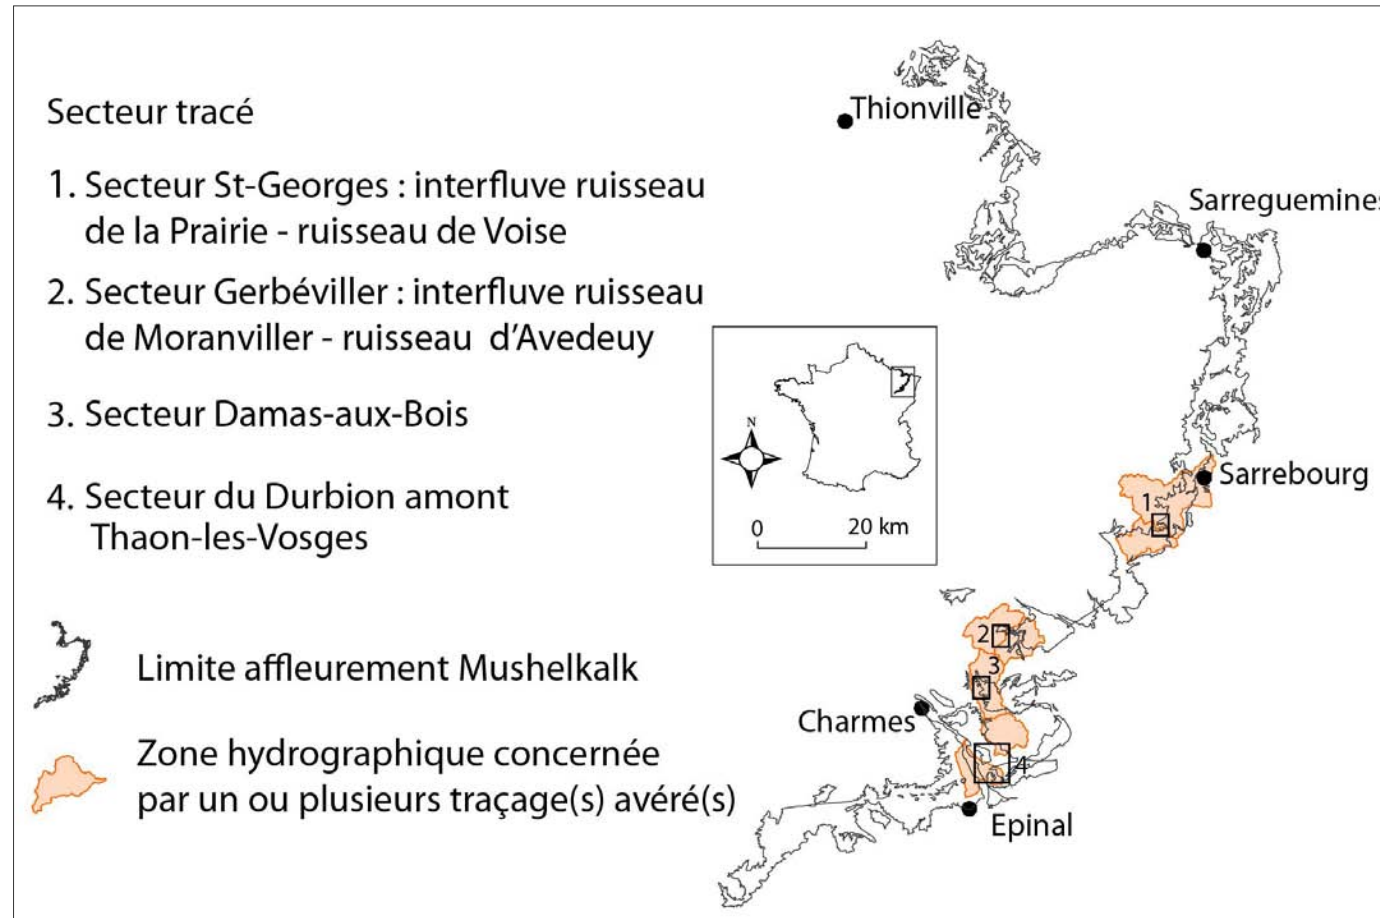 Secteur tracé
1. Secteur St-Georges : interfluve ruisseau
de la Prairie - ruisseau de Voise
2. Secteur Gerbéviller : interfluve ruisseau
de Moranviller - ruisseau d'Avedeuy
3. Secteur Damas-aux-Bois
4. Secteur du Durbion amont
Thaon-les-Vosges
Limite affleurement Mushelkalk
Zone hydrographique concernée
par un ou plusieurs traçage(s) avéré(s)
N
0 20 km
Thionville
Sarreguemines
Sarrebourg
1
2
3
Charmes
4
Epinal